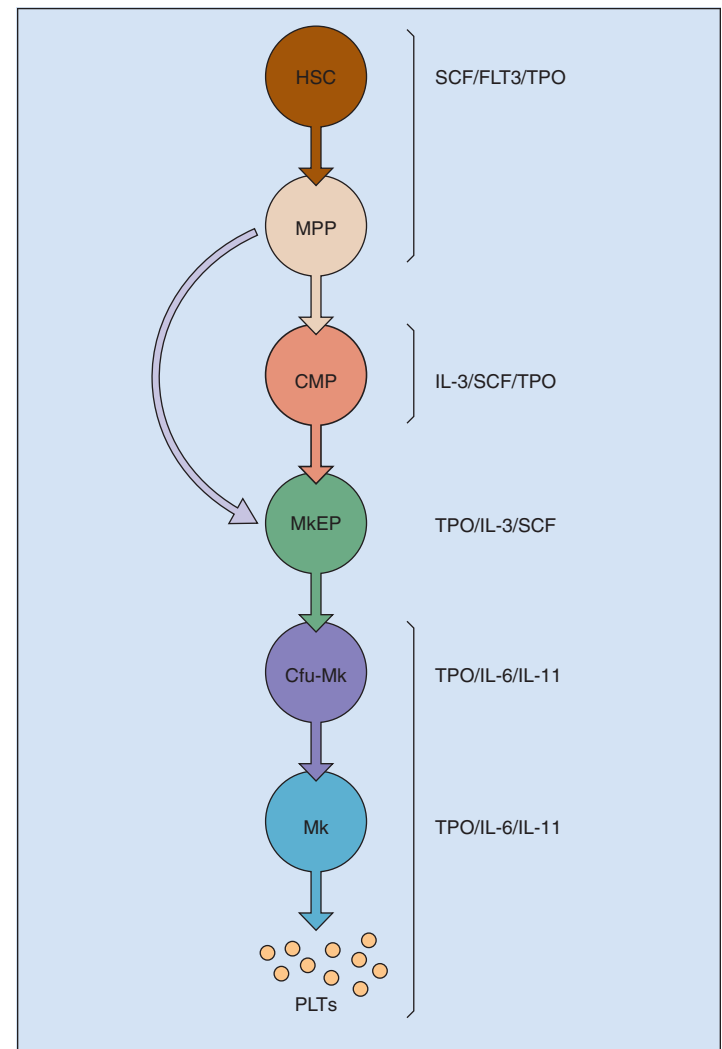 HSC
SCF/FLT3/TPO
MPP
CMP
IL-3/SCF/TPO
MkEP
TPO/IL-3/SCF
Cfu-Mk
TPO/IL-6/IL-11
Mk
TPO/IL-6/IL-11
PLTs